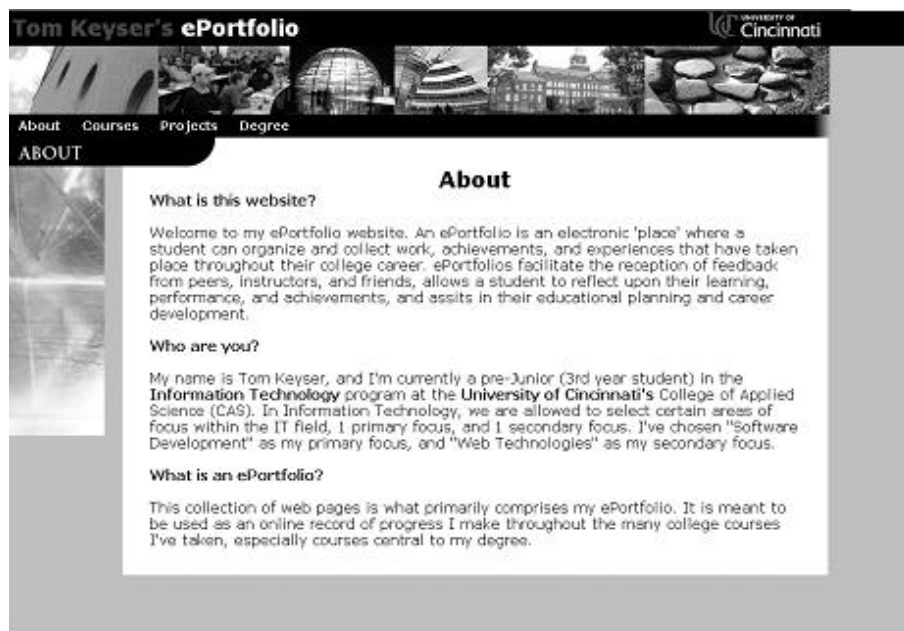 Tom Keyser's ePortfolio
UNIVERSITY OF
Cincinnati
About Courses Projects Degree
ABOUT
About
What is this website?
Welcome to my ePortfolio website. An ePortfolio is an electronic 'place' where a
student can organize and collect work, achievements, and experiences that have taken
place throughout their college career. ePortfolios facilitate the reception of feedback
from peers, instructors, and friends, allows a student to reflect upon their learning,
performance, and achievements, and assits in their educational planning and career
development.
Who are you?
My name is Tom Keyser, and I'm currently a pre-Junior (3rd year student) in the
Information Technology program at the University of Cincinnati's College of Applied
Science (CAS). In Information Technology, we are allowed to select certain areas of
focus within the IT field, 1 primary focus, and 1 secondary focus. I've chosen "Software
Development" as my primary focus, and "Web Technologies" as my secondary focus.
What is an ePortfolio?
This collection of web pages is what primarily comprises my ePortfolio. It is meant to
be used as an online record of progress I make throughout the many college courses
I've taken, especially courses central to my degree.